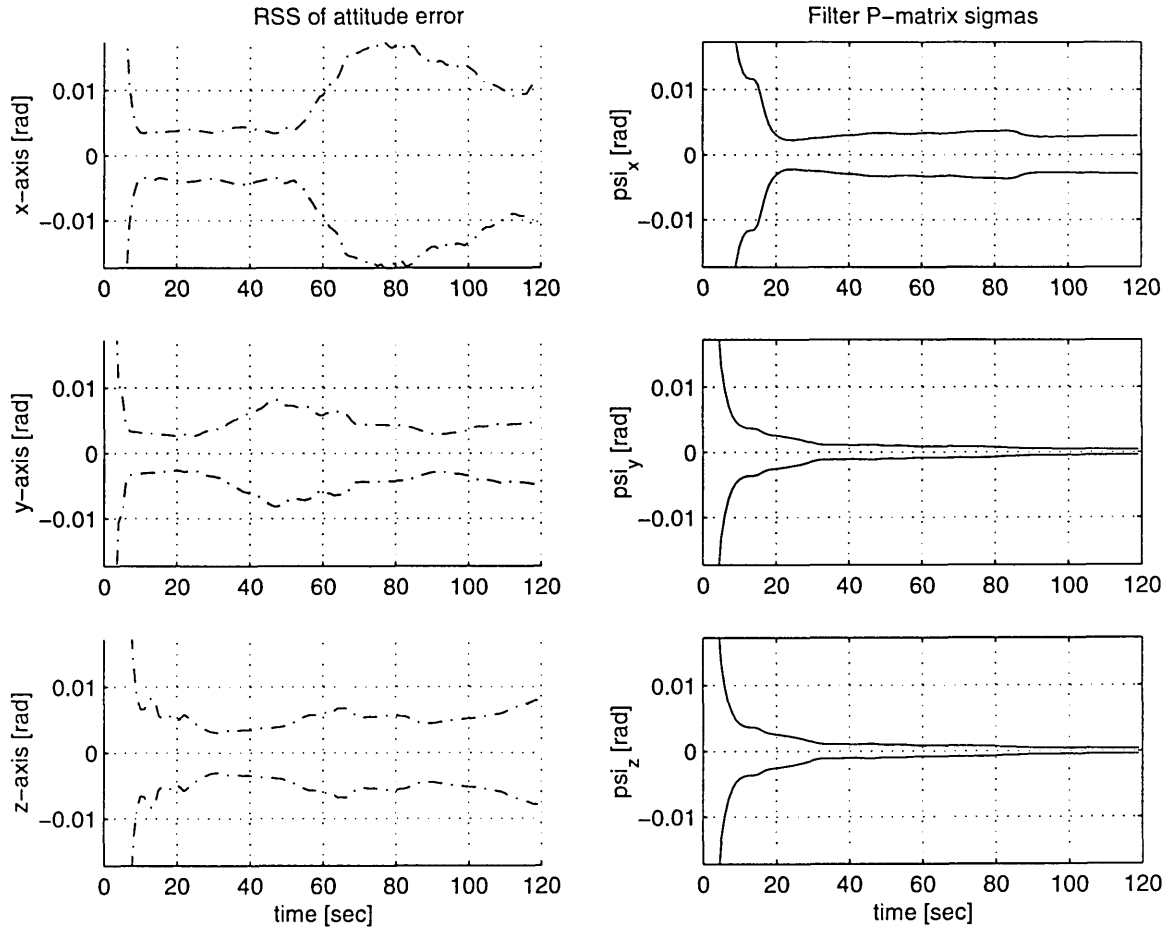 RSS of attitude error
Filter P-matrix sigmas
x-axis [rad]
0.01
0
-0.01
0 20 40 60 80 100 120
psi_x [rad]
0.01
0
-0.01
0 20 40 60 80 100 120
y-axis [rad]
0.01
0
-0.01
0 20 40 60 80 100 120
psi_y [rad]
0.01
0
-0.01
0 20 40 60 80 100 120
z-axis [rad]
0.01
0
-0.01
0 20 40 60 80 100 120
time [sec]
psi_z [rad]
0.01
0
-0.01
0 20 40 60 80 100 120
time [sec]